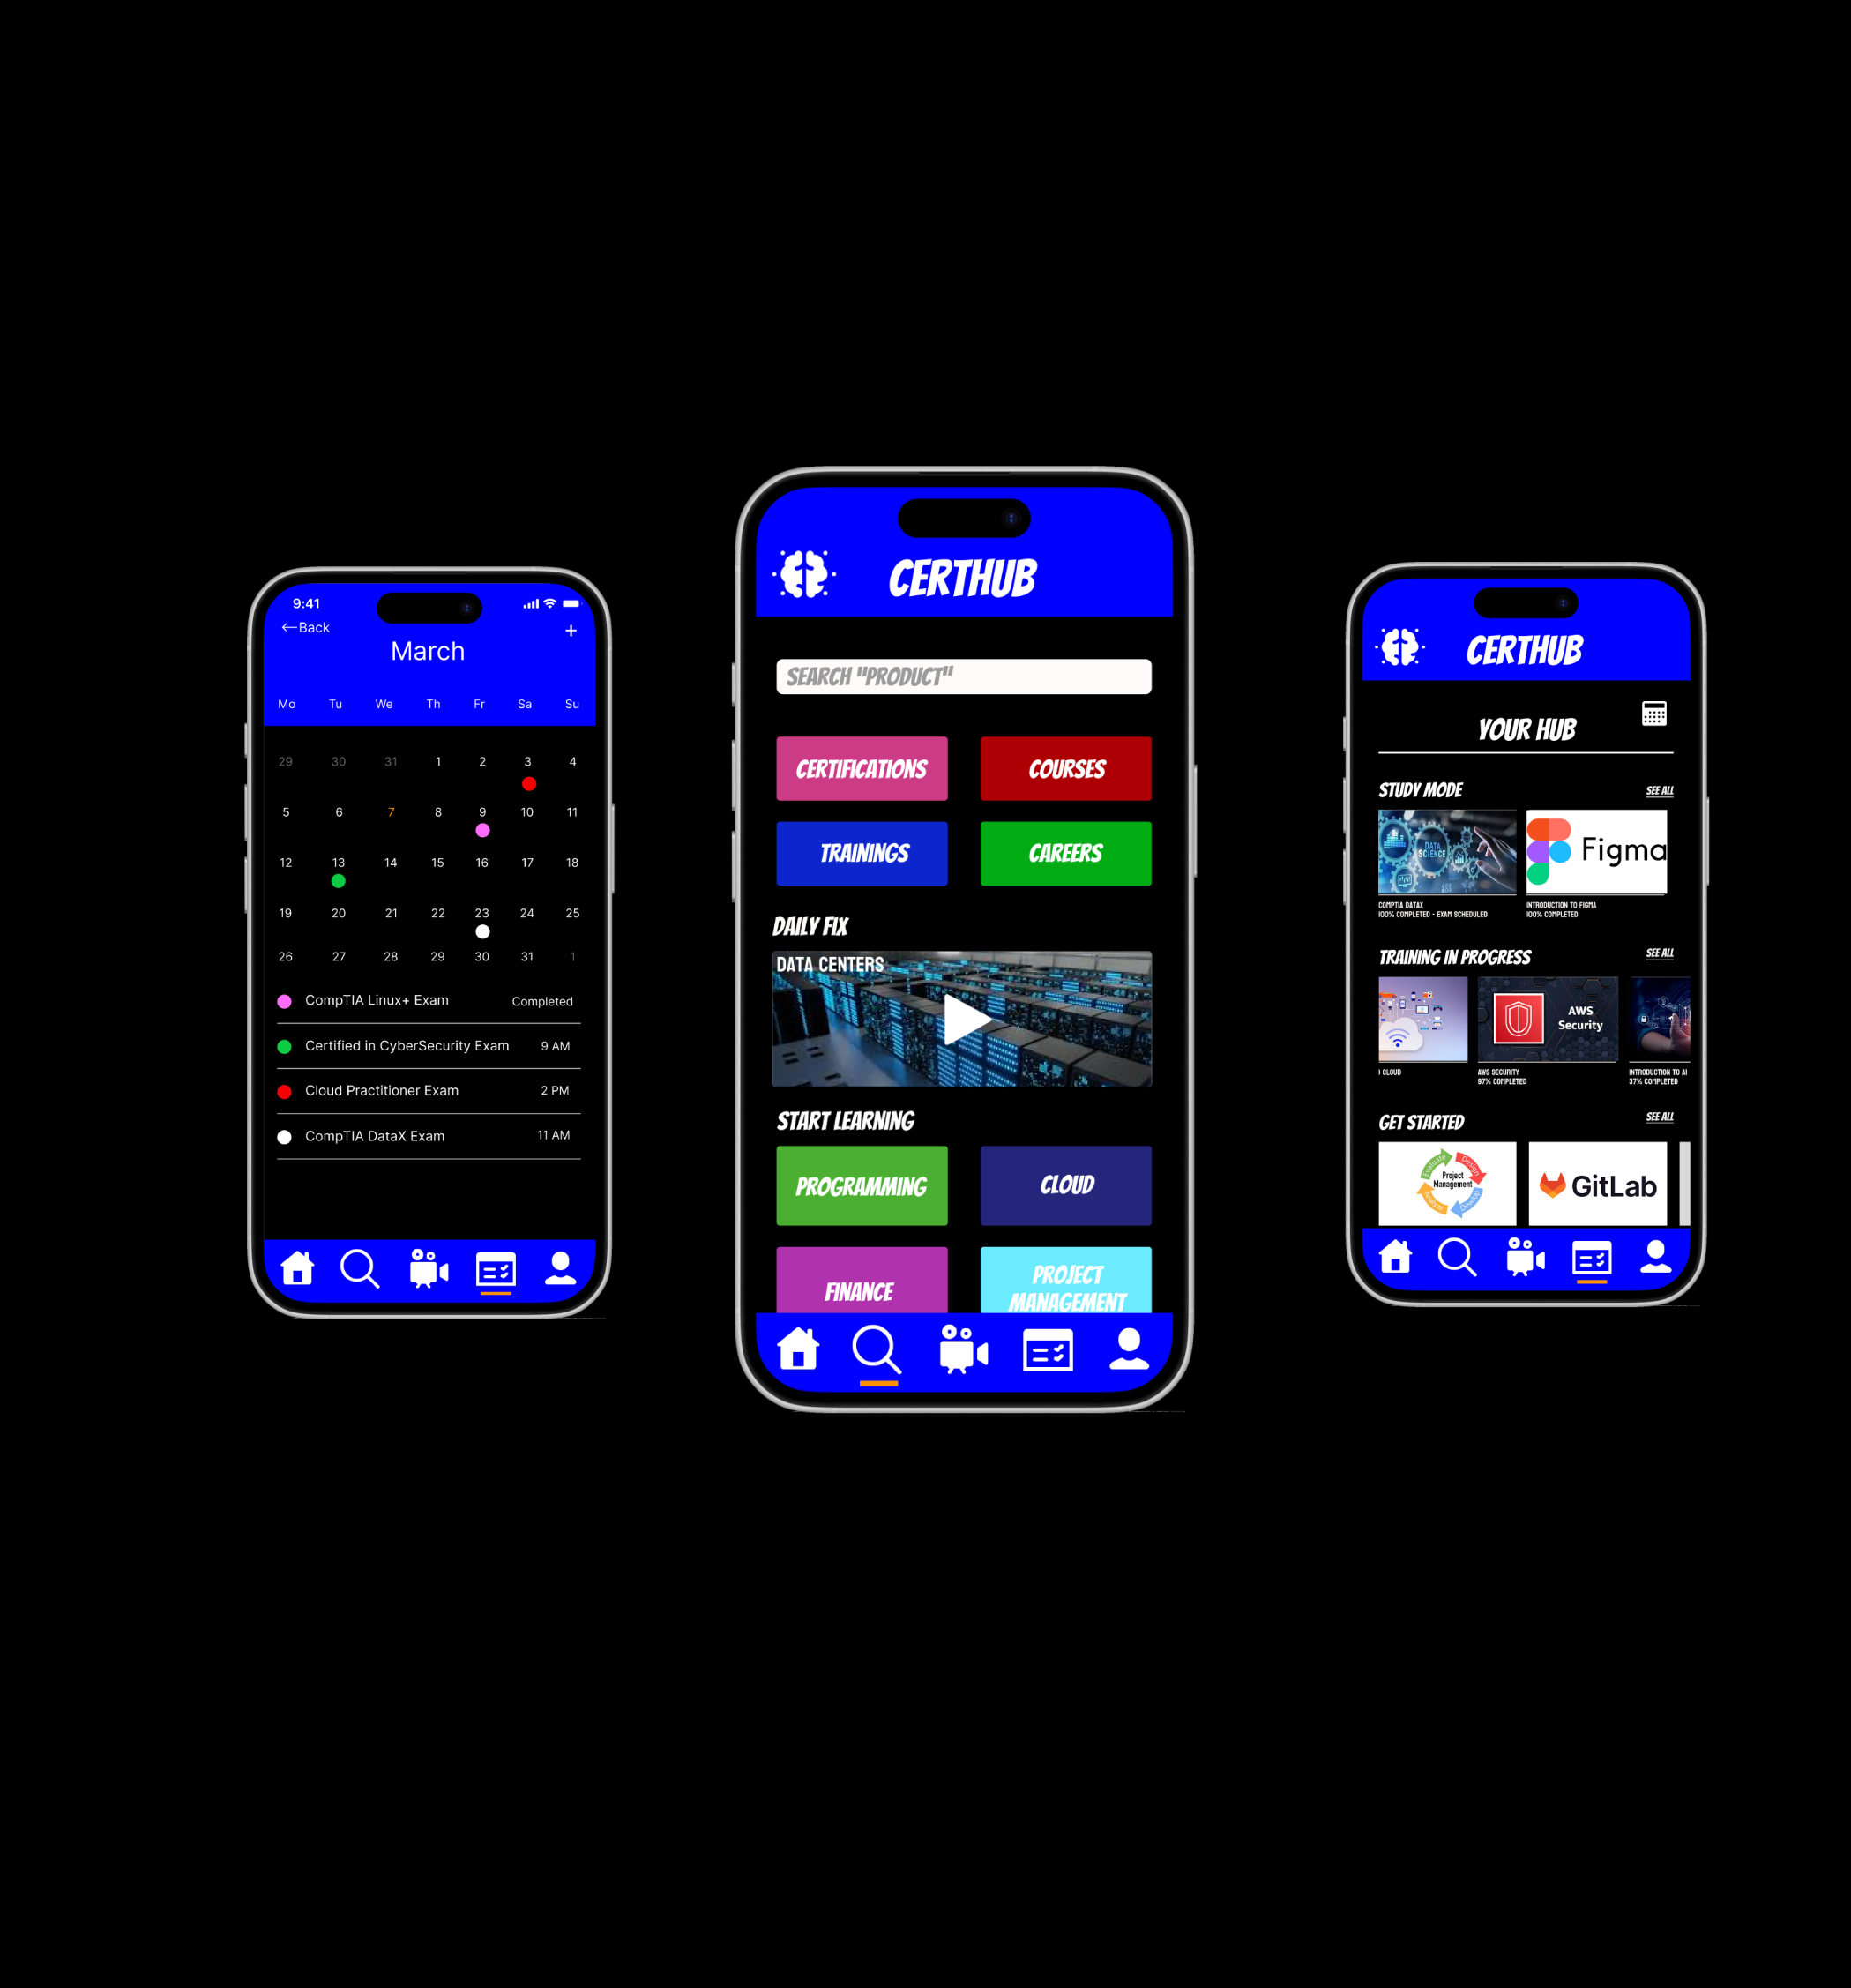 9:41
Back
+
March
Mo Tu We Th Fr Sa Su
29 30 31 1 2 3 4
5 6 7 8 9 10 11
12 13 14 15 16 17 18
19 20 21 22 23 24 25
26 27 28 29 30 31 1
CompTIA Linux+ Exam Completed
Certified in CyberSecurity Exam 9 AM
Cloud Practitioner Exam 2 PM
CompTIA DataX Exam 11 AM
CERTHUB
SEARCH "PRODUCT"
CERTIFICATIONS COURSES
TRAININGS CAREERS
DAILY FIX
DATA CENTERS
START LEARNING
PROGRAMMING CLOUD
FINANCE PROJECT
MANAGEMENT
CERTHUB
YOUR HUB
STUDY MODE SEE ALL
DATA
SCIENCE
Figma
COMPTIA DATAX
100% COMPLETED - EXAM SCHEDULED
INTRODUCTION TO FIGMA
100% COMPLETED
TRAINING IN PROGRESS SEE ALL
AWS
Security
CLOUD
AWS SECURITY
97% COMPLETED
INTRODUCTION TO AI
37% COMPLETED
GET STARTED SEE ALL
Evaluate
Design
Project
Management
Analyze
Develop
GitLab